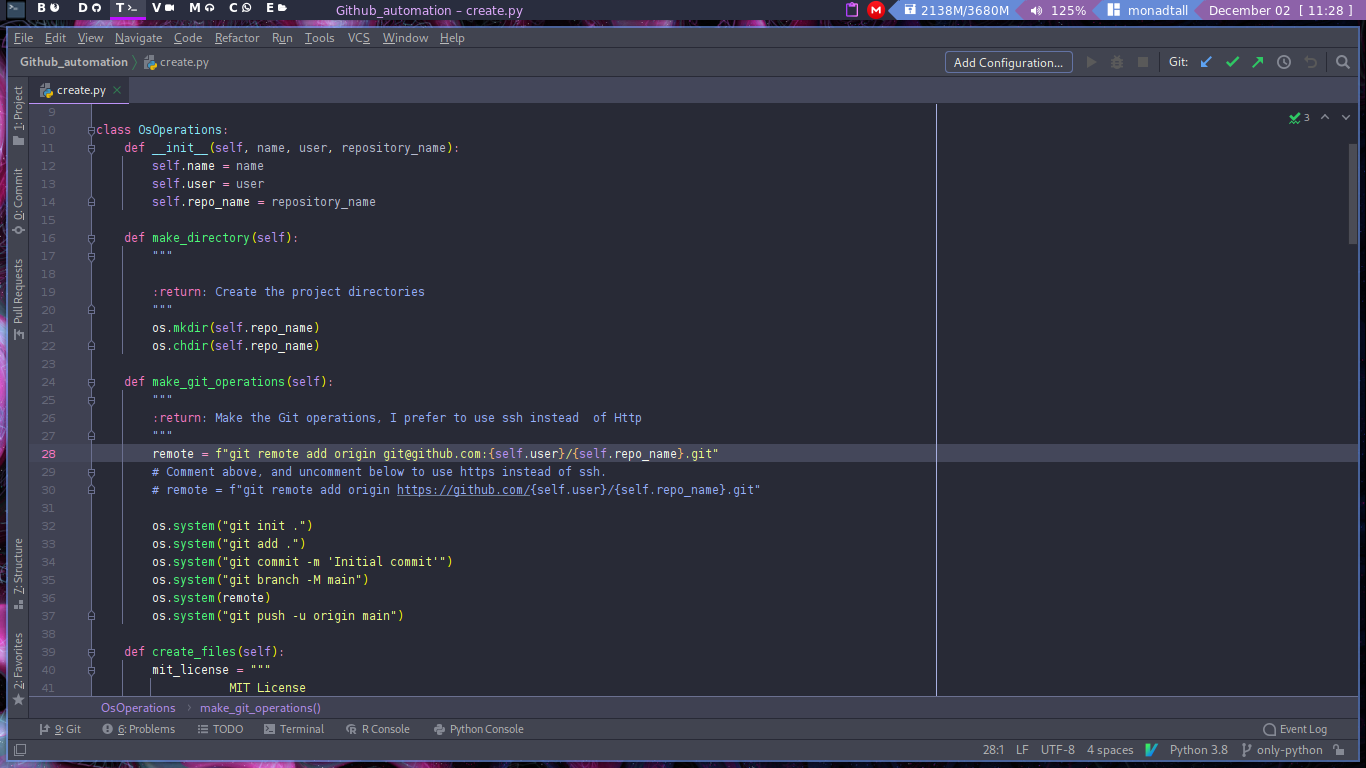 B D T V M C E Github_automation – create.py 2138M/3680M 125% monadtall December 02 [ 11:28 ]
File Edit View Navigate Code Refactor Run Tools VCS Window Help
Github_automation create.py Add Configuration... Git:
create.py
1: Project
0: Commit
Pull Requests
7: Structure
2: Favorites
3
9
10 class OsOperations:
11 def __init__(self, name, user, repository_name):
12 self.name = name
13 self.user = user
14 self.repo_name = repository_name
15
16 def make_directory(self):
17 """
18
19 :return: Create the project directories
20 """
21 os.mkdir(self.repo_name)
22 os.chdir(self.repo_name)
23
24 def make_git_operations(self):
25 """
26 :return: Make the Git operations, I prefer to use ssh instead  of Http
27 """
28 remote = f"git remote add origin git@github.com:{self.user}/{self.repo_name}.git"
29 # Comment above, and uncomment below to use https instead of ssh.
30 # remote = f"git remote add origin https://github.com/{self.user}/{self.repo_name}.git"
31
32 os.system("git init .")
33 os.system("git add .")
34 os.system("git commit -m 'Initial commit'")
35 os.system("git branch -M main")
36 os.system(remote)
37 os.system("git push -u origin main")
38
39 def create_files(self):
40 mit_license = """
41 MIT License
OsOperations make_git_operations()
9: Git 6: Problems TODO Terminal R Console Python Console Event Log
28:1 LF UTF-8 4 spaces Python 3.8 only-python